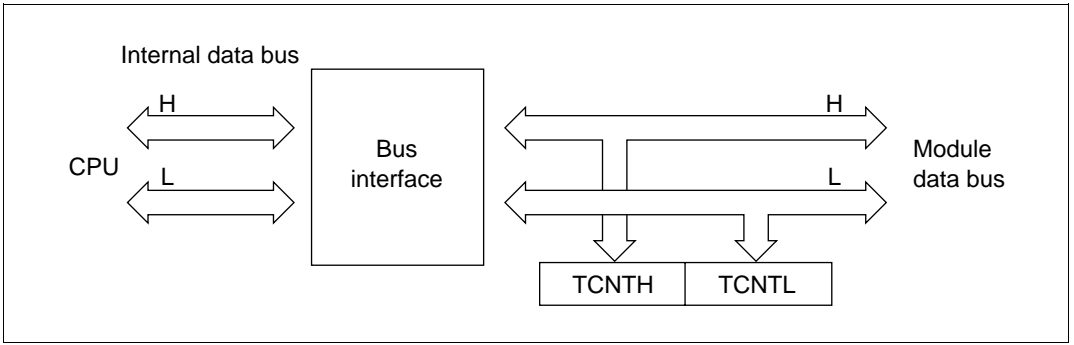 Internal data bus
H
H
CPU
Bus
interface
Module
data bus
L
L
TCNTH
TCNTL